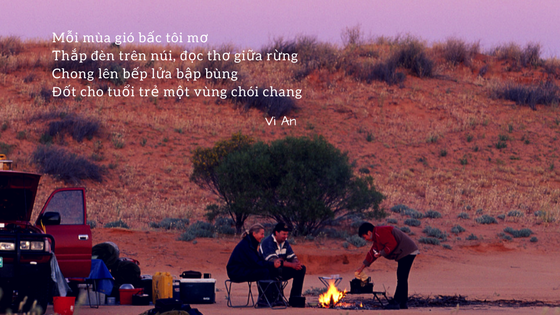 Mỗi mùa gió bấc tôi mơ
Thắp đèn trên núi, đọc thơ giữa rừng
Chong lên bếp lửa bập bùng
Đốt cho tuổi trẻ một vùng chói chang
Vi An